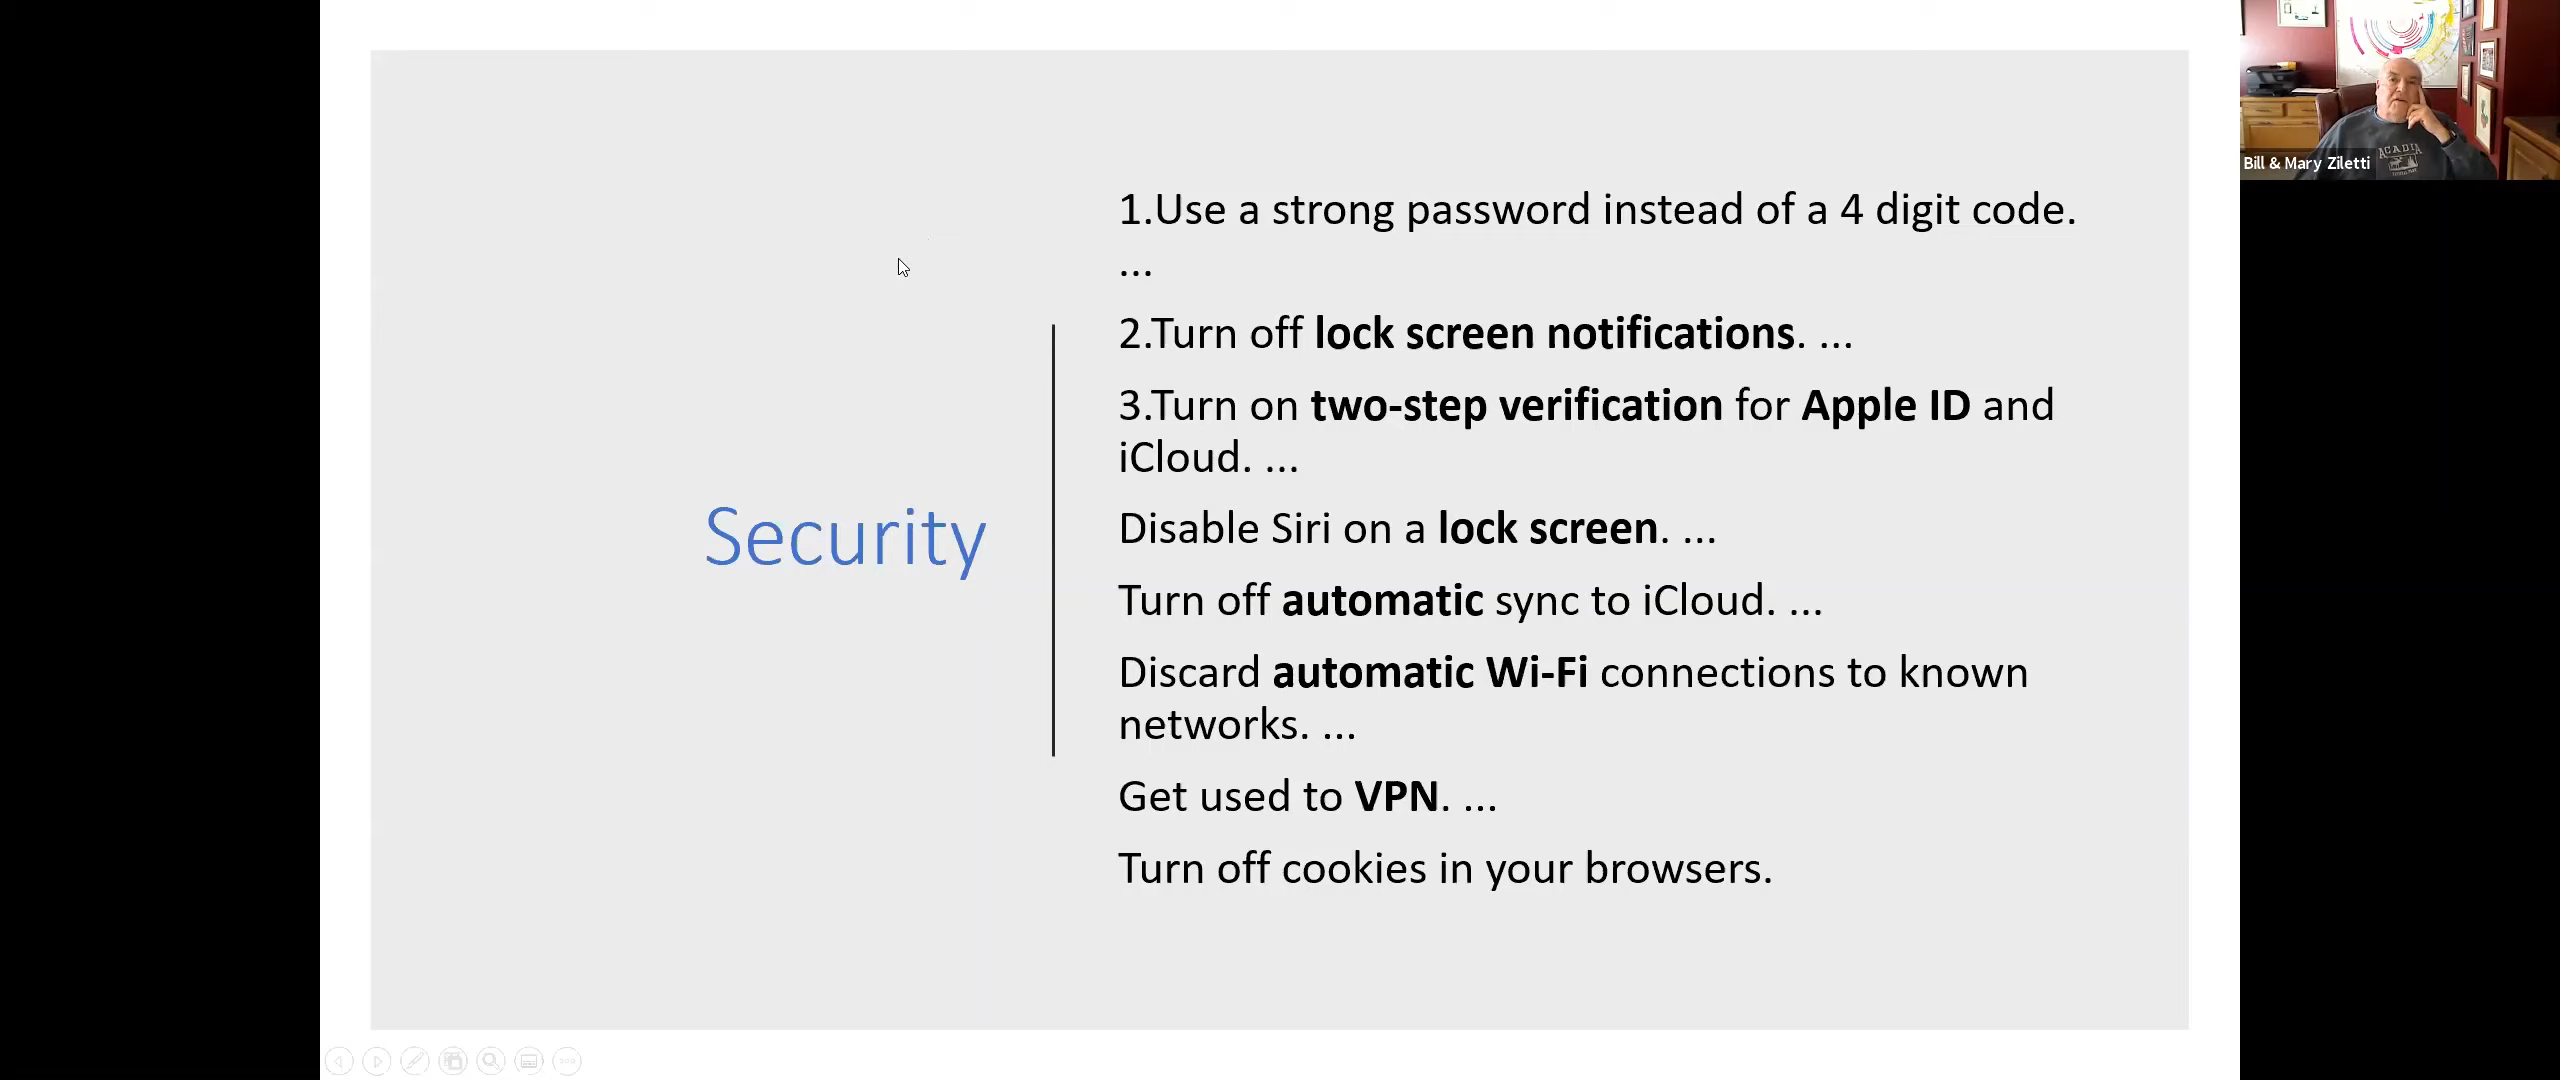 1.Use a strong password instead of a 4 digit code.
...
2.Turn off lock screen notifications. ...
3.Turn on two-step verification for Apple ID and
iCloud. ...
Disable Siri on a lock screen. ...
Turn off automatic sync to iCloud. ...
Discard automatic Wi-Fi connections to known
networks. ...
Get used to VPN. ...
Turn off cookies in your browsers.
Security
Bill & Mary Ziletti
ACADIA